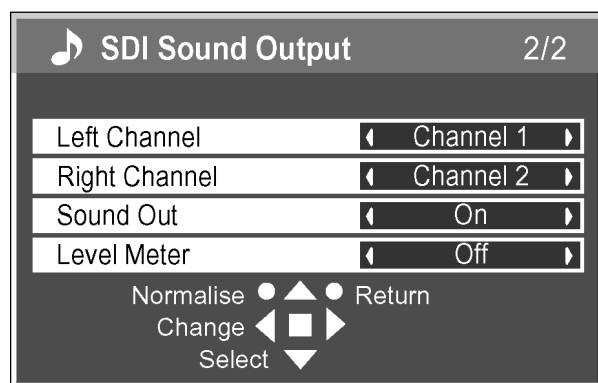 SDI Sound Output 2/2
Left Channel Channel 1
Right Channel Channel 2
Sound Out On
Level Meter Off
Normalise Return
Change
Select